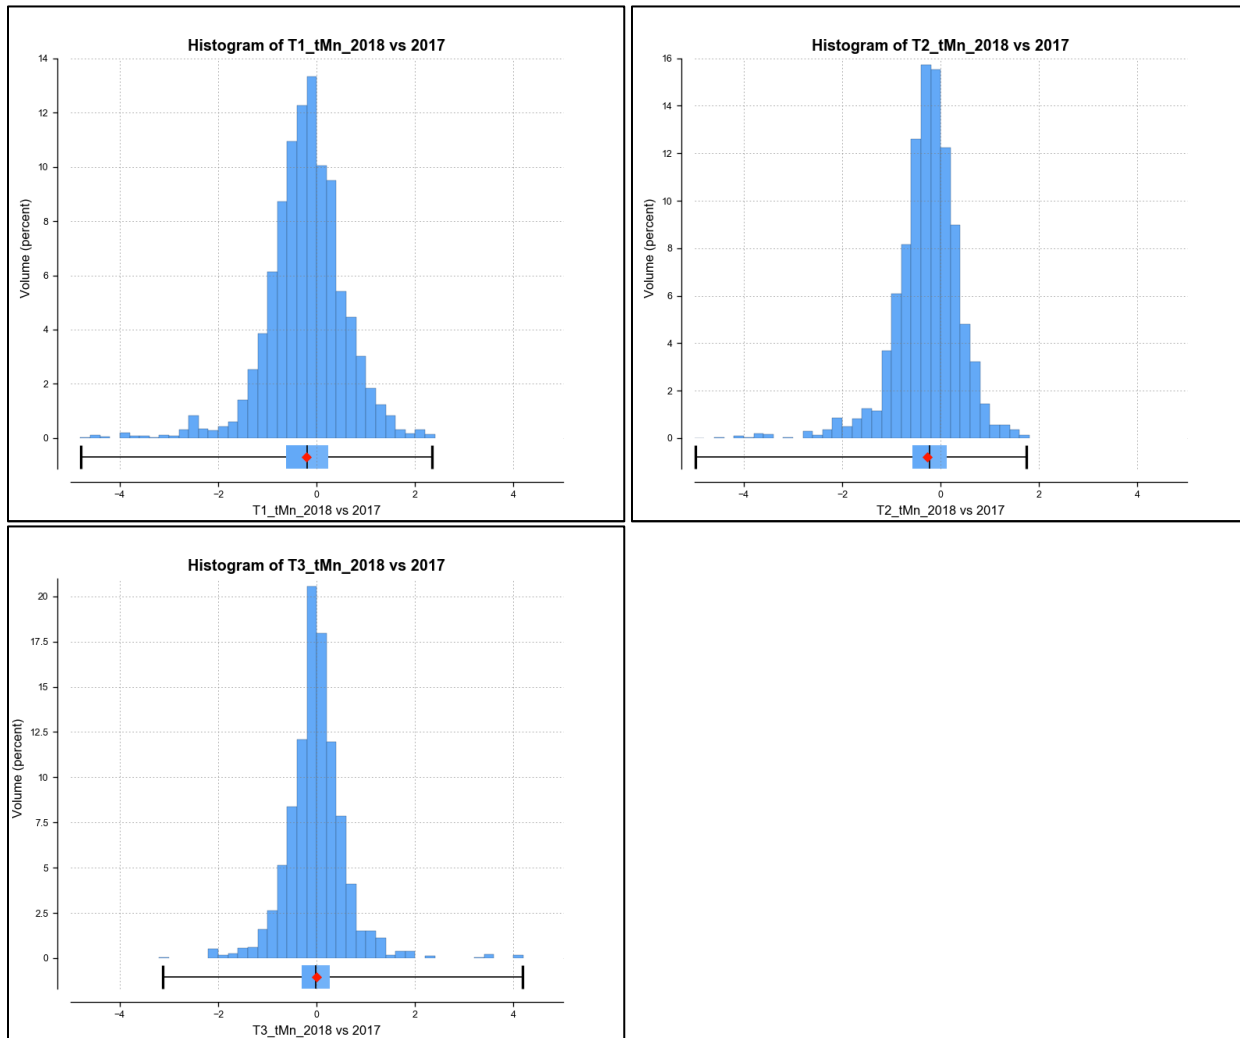 Histogram of T1_tMn_2018 vs 2017
14
12
10
8
6
4
2
0
Volume (percent)
−4 −2 0 2 4
T1_tMn_2018 vs 2017
Histogram of T2_tMn_2018 vs 2017
16
14
12
10
8
6
4
2
0
Volume (percent)
−4 −2 0 2 4
T2_tMn_2018 vs 2017
Histogram of T3_tMn_2018 vs 2017
20
17.5
15
12.5
10
7.5
5
2.5
0
Volume (percent)
−4 −2 0 2 4
T3_tMn_2018 vs 2017